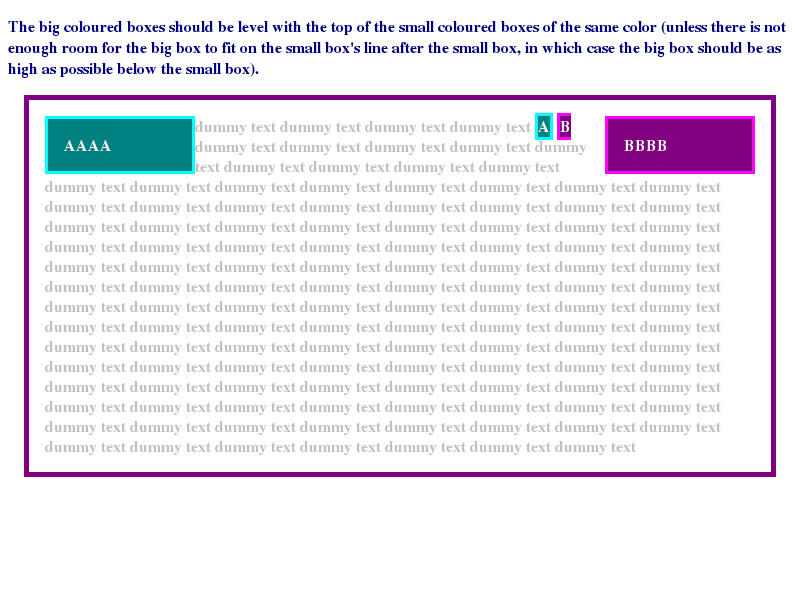 The big coloured boxes should be level with the top of the small coloured boxes of the same color (unless there is not
enough room for the big box to fit on the small box's line after the small box, in which case the big box should be as
high as possible below the small box).
AAAA dummy text dummy text dummy text dummy text A B BBBB
dummy text dummy text dummy text dummy text dummy
text dummy text dummy text dummy text dummy text
dummy text dummy text dummy text dummy text dummy text dummy text dummy text dummy text
dummy text dummy text dummy text dummy text dummy text dummy text dummy text dummy text
dummy text dummy text dummy text dummy text dummy text dummy text dummy text dummy text
dummy text dummy text dummy text dummy text dummy text dummy text dummy text dummy text
dummy text dummy text dummy text dummy text dummy text dummy text dummy text dummy text
dummy text dummy text dummy text dummy text dummy text dummy text dummy text dummy text
dummy text dummy text dummy text dummy text dummy text dummy text dummy text dummy text
dummy text dummy text dummy text dummy text dummy text dummy text dummy text dummy text
dummy text dummy text dummy text dummy text dummy text dummy text dummy text dummy text
dummy text dummy text dummy text dummy text dummy text dummy text dummy text dummy text
dummy text dummy text dummy text dummy text dummy text dummy text dummy text dummy text
dummy text dummy text dummy text dummy text dummy text dummy text dummy text dummy text
dummy text dummy text dummy text dummy text dummy text dummy text dummy text dummy text
dummy text dummy text dummy text dummy text dummy text dummy text dummy text